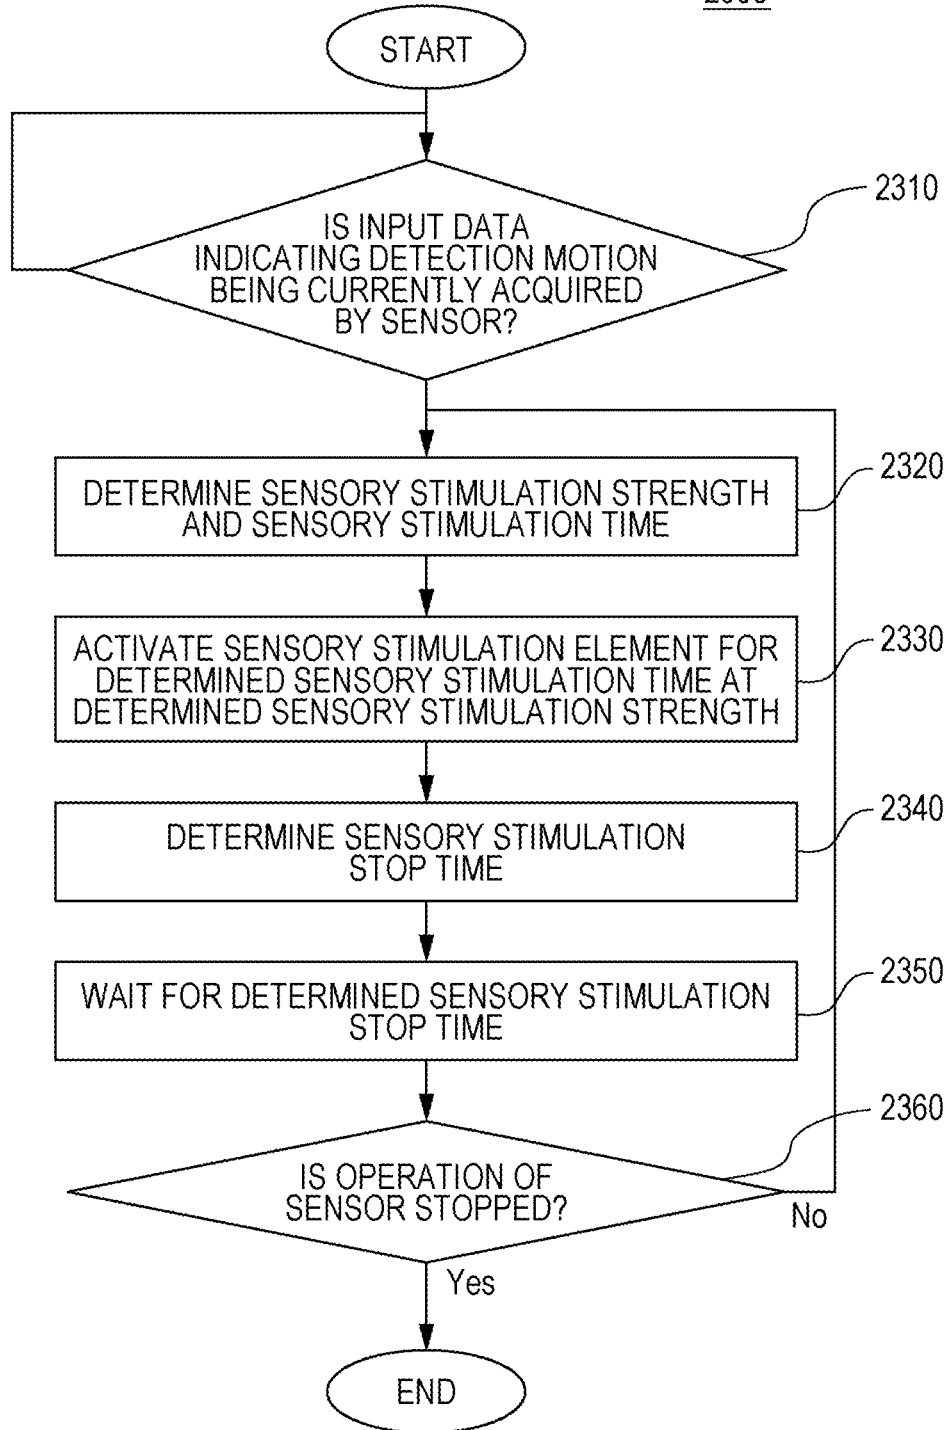 START
2310
IS INPUT DATA
INDICATING DETECTION MOTION
BEING CURRENTLY ACQUIRED
BY SENSOR?
2320
DETERMINE SENSORY STIMULATION STRENGTH
AND SENSORY STIMULATION TIME
2330
ACTIVATE SENSORY STIMULATION ELEMENT FOR
DETERMINED SENSORY STIMULATION TIME AT
DETERMINED SENSORY STIMULATION STRENGTH
2340
DETERMINE SENSORY STIMULATION
STOP TIME
2350
WAIT FOR DETERMINED SENSORY STIMULATION
STOP TIME
2360
IS OPERATION OF
SENSOR STOPPED?
No
Yes
END